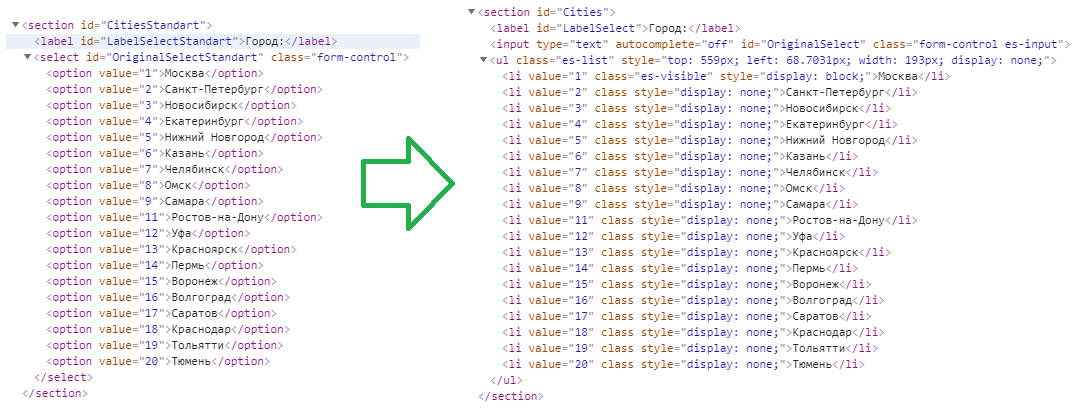 ▼<section id="CitiesStandart">
<label id="LabelSelectStandart">Город:</label>
▼<select id="OriginalSelectStandart" class="form-control">
<option value="1">Москва</option>
<option value="2">Санкт-Петербург</option>
<option value="3">Новосибирск</option>
<option value="4">Екатеринбург</option>
<option value="5">Нижний Новгород</option>
<option value="6">Казань</option>
<option value="7">Челябинск</option>
<option value="8">Омск</option>
<option value="9">Самара</option>
<option value="11">Ростов-на-Дону</option>
<option value="12">Уфа</option>
<option value="13">Красноярск</option>
<option value="14">Пермь</option>
<option value="15">Воронеж</option>
<option value="16">Волгоград</option>
<option value="17">Саратов</option>
<option value="18">Краснодар</option>
<option value="19">Тольятти</option>
<option value="20">Тюмень</option>
</select>
</section>
▼<section id="Cities">
<label id="LabelSelect">Город:</label>
<input type="text" autocomplete="off" id="OriginalSelect" class="form-control es-input">
▼<ul class="es-list" style="top: 559px; left: 68.7031px; width: 193px; display: none;">
<li value="1" class="es-visible" style="display: block;">Москва</li>
<li value="2" class style="display: none;">Санкт-Петербург</li>
<li value="3" class style="display: none;">Новосибирск</li>
<li value="4" class style="display: none;">Екатеринбург</li>
<li value="5" class style="display: none;">Нижний Новгород</li>
<li value="6" class style="display: none;">Казань</li>
<li value="7" class style="display: none;">Челябинск</li>
<li value="8" class style="display: none;">Омск</li>
<li value="9" class style="display: none;">Самара</li>
<li value="11" class style="display: none;">Ростов-на-Дону</li>
<li value="12" class style="display: none;">Уфа</li>
<li value="13" class style="display: none;">Красноярск</li>
<li value="14" class style="display: none;">Пермь</li>
<li value="15" class style="display: none;">Воронеж</li>
<li value="16" class style="display: none;">Волгоград</li>
<li value="17" class style="display: none;">Саратов</li>
<li value="18" class style="display: none;">Краснодар</li>
<li value="19" class style="display: none;">Тольятти</li>
<li value="20" class style="display: none;">Тюмень</li>
</ul>
</section>